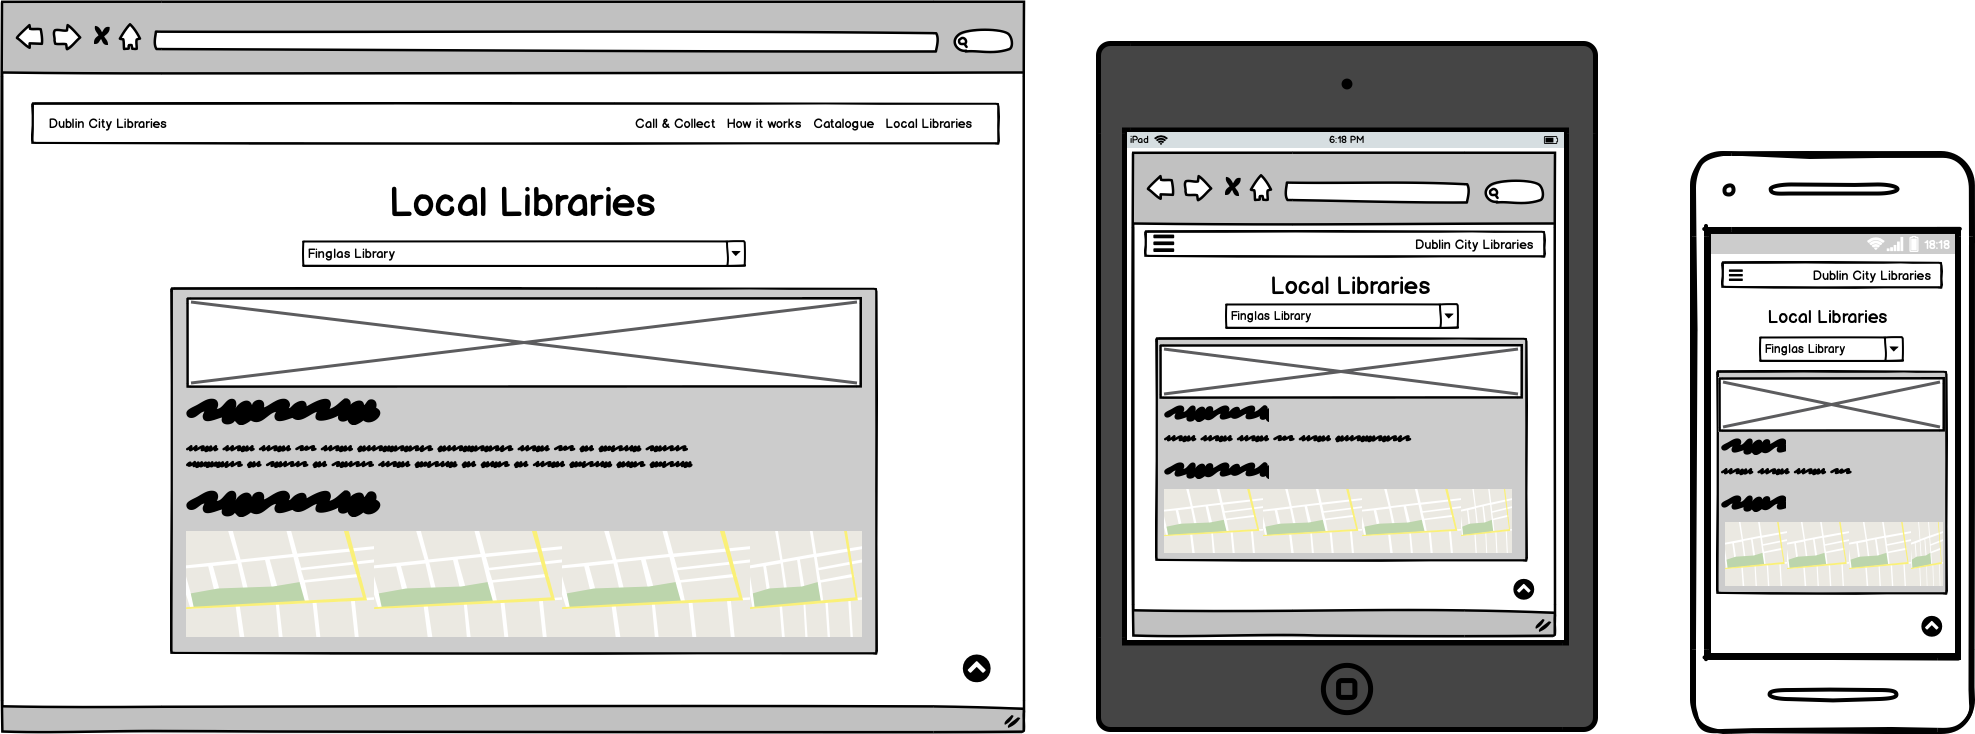 Dublin City Libraries
Call & Collect How it works Catalogue Local Libraries
Local Libraries
Finglas Library
iPad 6:18 PM
Dublin City Libraries
Local Libraries
Finglas Library
18:18
Dublin City Libraries
Local Libraries
Finglas Library